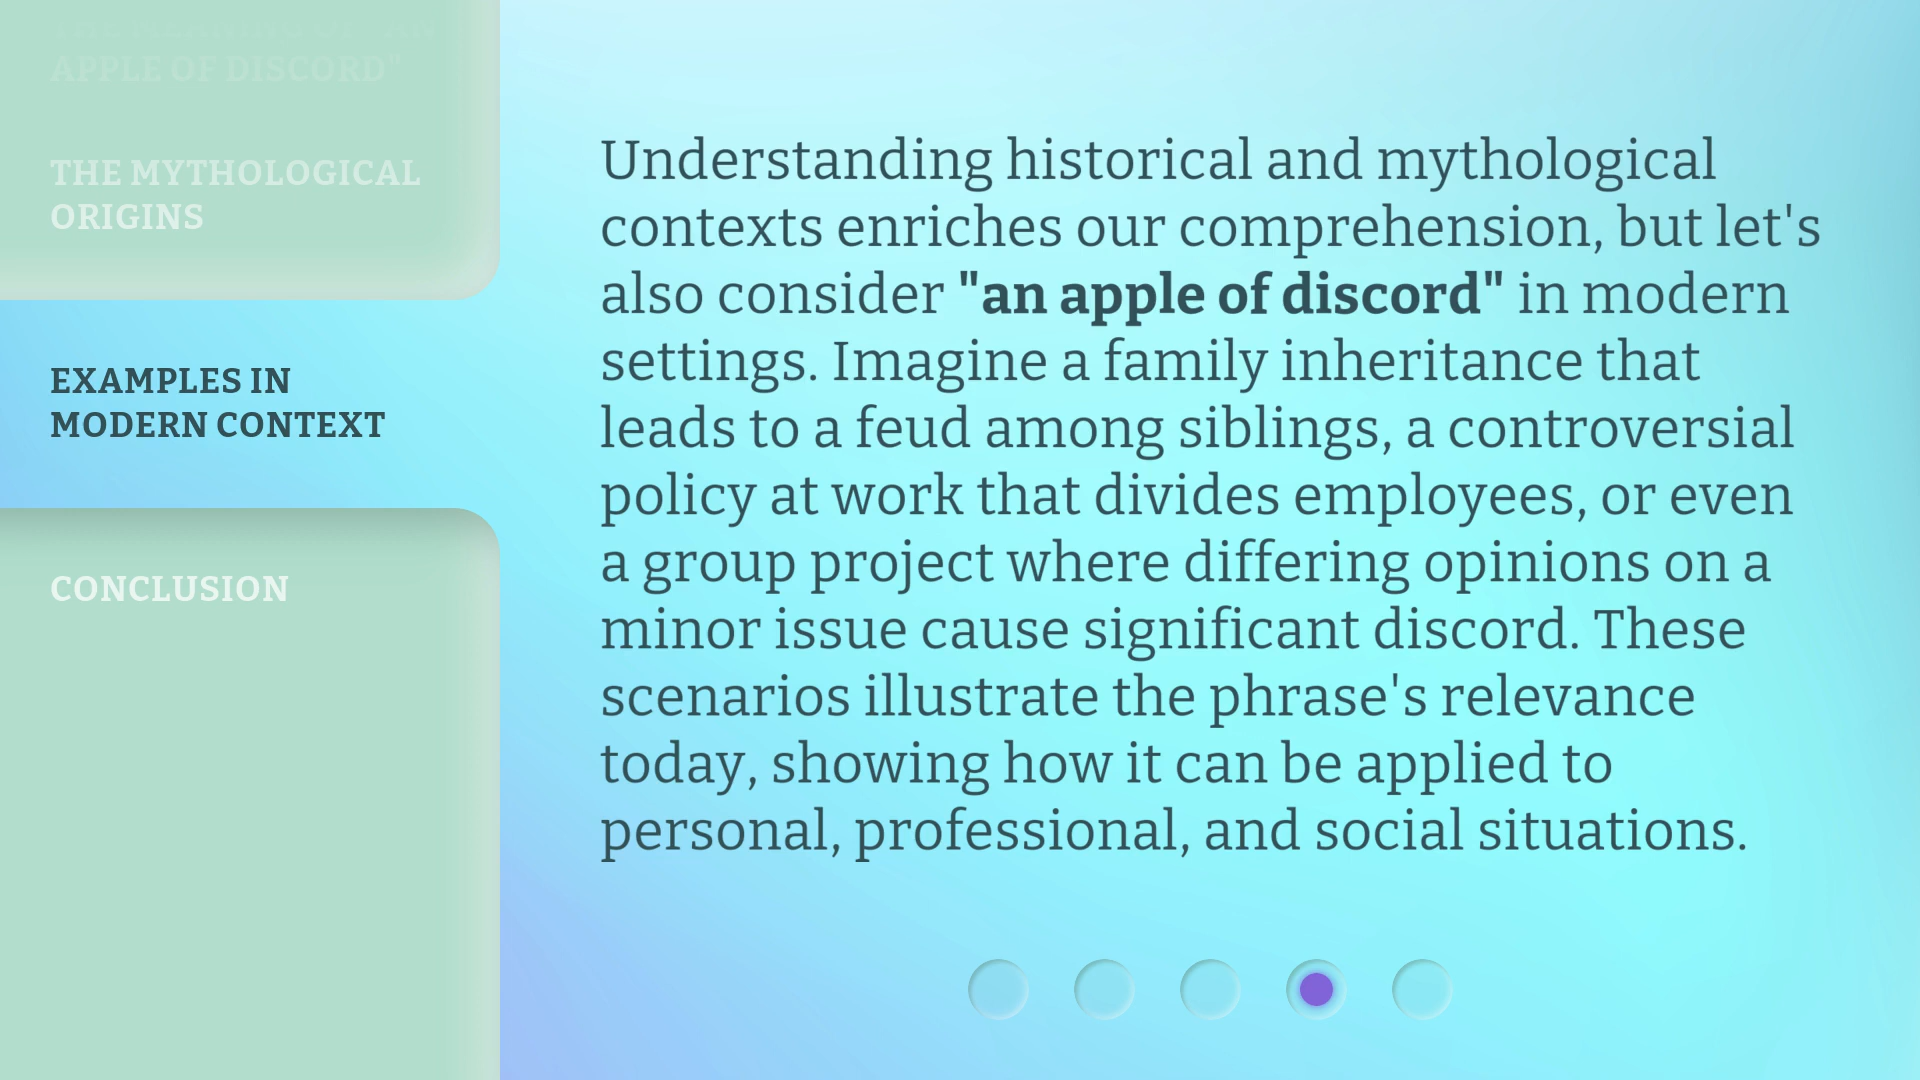 THE MEANING OF "AN
APPLE OF DISCORD"
THE MYTHOLOGICAL
ORIGINS
EXAMPLES IN
MODERN CONTEXT
CONCLUSION
Understanding historical and mythological
contexts enriches our comprehension, but let's
also consider "an apple of discord" in modern
settings. Imagine a family inheritance that
leads to a feud among siblings, a controversial
policy at work that divides employees, or even
a group project where differing opinions on a
minor issue cause significant discord. These
scenarios illustrate the phrase's relevance
today, showing how it can be applied to
personal, professional, and social situations.